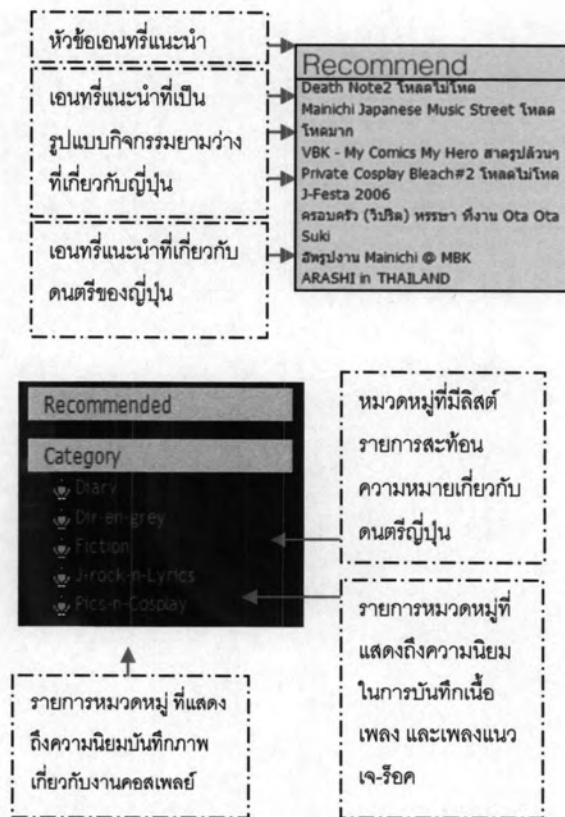 หัวข้อเอนทรี่แนะนำ
เอนทรี่แนะนำที่เป็น
รูปแบบกิจกรรมยามว่าง
ที่เกี่ยวกับญี่ปุ่น
เอนทรี่แนะนำที่เกี่ยวกับ
ดนตรีของญี่ปุ่น
Recommend
Death Note2 โหลดไม่โหด
Mainichi Japanese Music Street โหลด
โหดมาก
VBK - My Comics My Hero สาดรูปล้วนๆ
Private Cosplay Bleach#2 โหลดไม่โหด
J-Festa 2006
ครอบครัว (วิปริต) หรรษา ที่งาน Ota Ota
Suki
อัพรูปงาน Mainichi @ MBK
ARASHI in THAILAND
Recommended
Category
Diary
Dir-en-grey
Fiction
J-rock-n-Lyrics
Pics-n-Cosplay
หมวดหมู่ที่มีลิสต์
รายการสะท้อน
ความหมายเกี่ยวกับ
ดนตรีญี่ปุ่น
รายการหมวดหมู่ที่
แสดงถึงความนิยม
ในการบันทึกเนื้อ
เพลง และเพลงแนว
เจ-ร็อค
รายการหมวดหมู่ ที่แสดง
ถึงความนิยมบันทึกภาพ
เกี่ยวกับงานคอสเพลย์